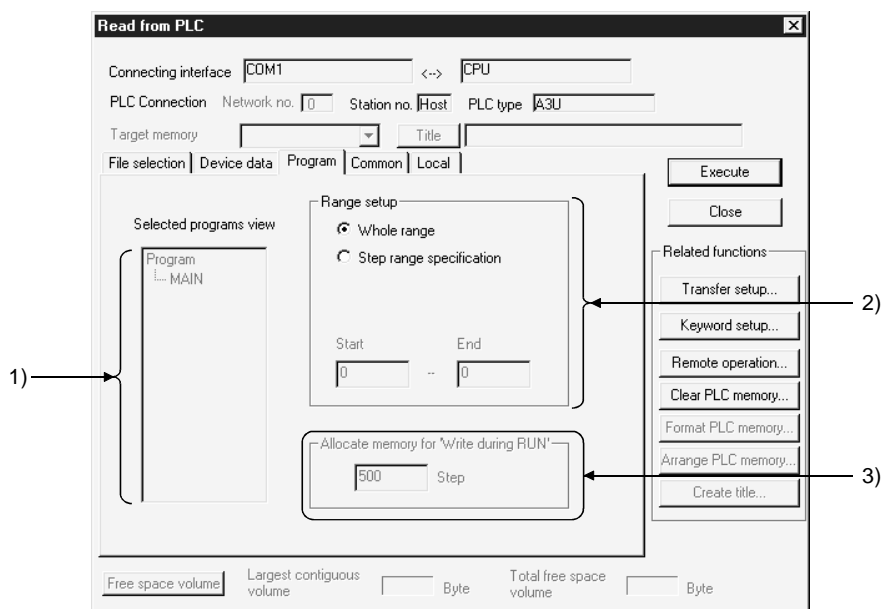 Read from PLC
Connecting interface COM1 <--> CPU
PLC Connection Network no. 0 Station no. Host PLC type A3U
Target memory Title
File selection Device data Program Common Local
Execute
Close
Selected programs view
Program
MAIN
Range setup
Whole range
Step range specification
Start End
0 -- 0
Allocate memory for 'Write during RUN'
500 Step
Related functions
Transfer setup...
Keyword setup...
Remote operation...
Clear PLC memory...
Format PLC memory...
Arrange PLC memory...
Create title...
1)
2)
3)
Free space volume
Largest contiguous
volume
Byte
Total free space
volume
Byte